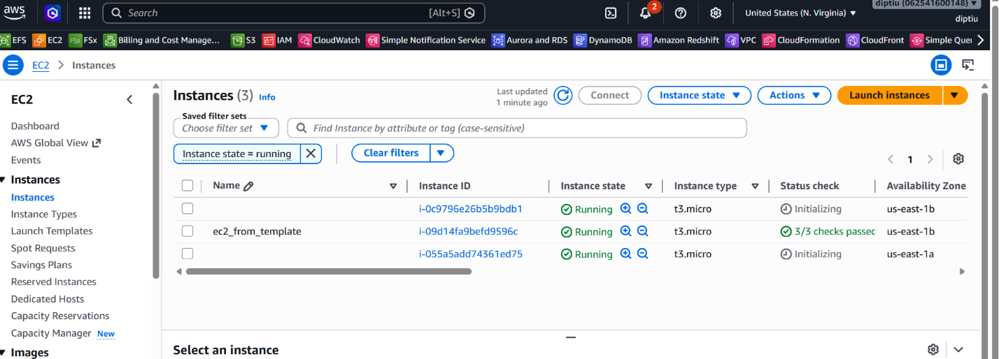 aws
Search [Alt+S]
2
United States (N. Virginia)
diptiu (062541600148)
diptiu
EFS EC2 FSx Billing and Cost Manage... S3 IAM CloudWatch Simple Notification Service Aurora and RDS DynamoDB Amazon Redshift VPC CloudFormation CloudFront Simple Que
EC2 > Instances
EC2
Dashboard
AWS Global View
Events
Instances
Instances
Instance Types
Launch Templates
Spot Requests
Savings Plans
Reserved Instances
Dedicated Hosts
Capacity Reservations
Capacity Manager New
Images
Instances (3) Info
Last updated
1 minute ago
Connect
Instance state
Actions
Launch instances
Saved filter sets
Choose filter set
Find Instance by attribute or tag (case-sensitive)
Instance state = running
Clear filters
1
Name Instance ID Instance state Instance type Status check Availability Zone
i-0c9796e26b5b9bdb1 Running t3.micro Initializing us-east-1b
ec2_from_template i-09d14fa9befd9596c Running t3.micro 3/3 checks passec us-east-1b
i-055a5add74361ed75 Running t3.micro Initializing us-east-1a
Select an instance